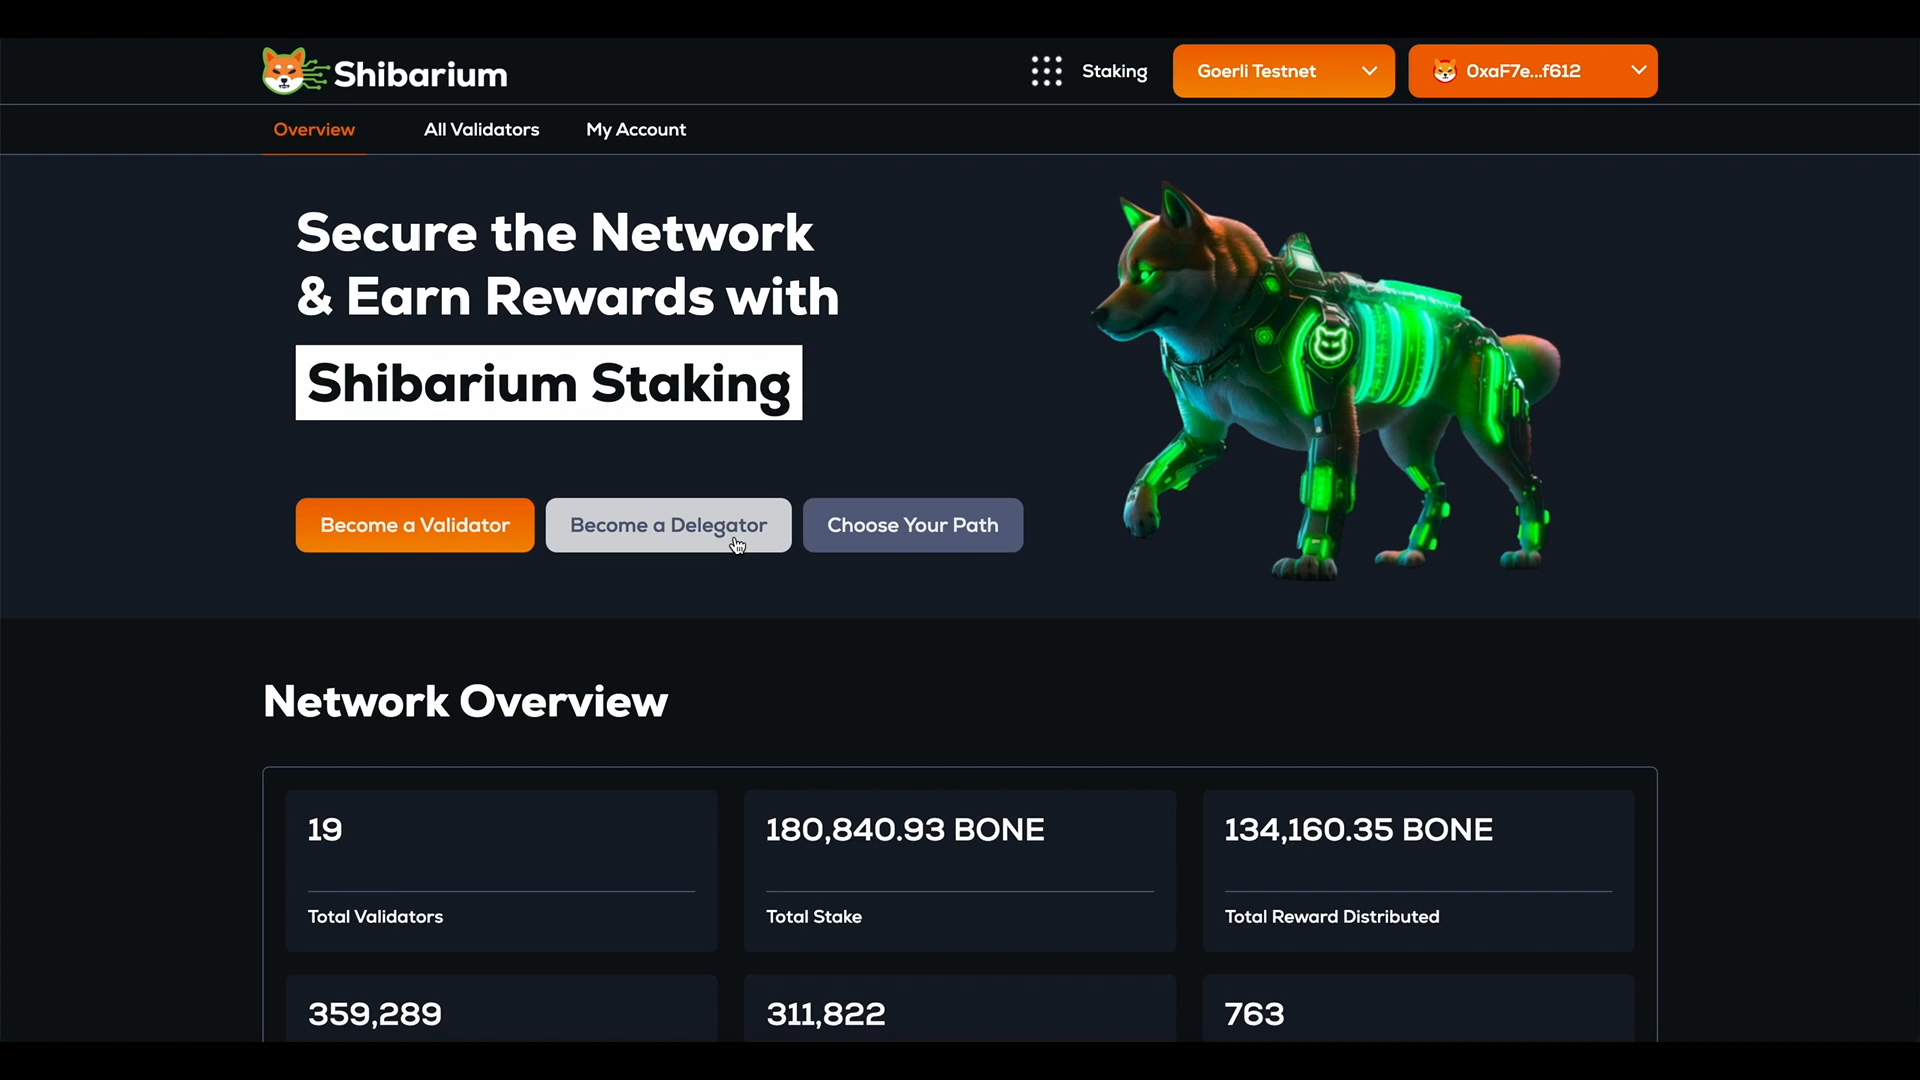 Shibarium
Staking
Goerli Testnet
0xaF7e...f612
Overview
All Validators
My Account
Secure the Network
& Earn Rewards with
Shibarium Staking
Become a Validator
Become a Delegator
Choose Your Path
Network Overview
19
180,840.93 BONE
134,160.35 BONE
Total Validators
Total Stake
Total Reward Distributed
359,289
311,822
763